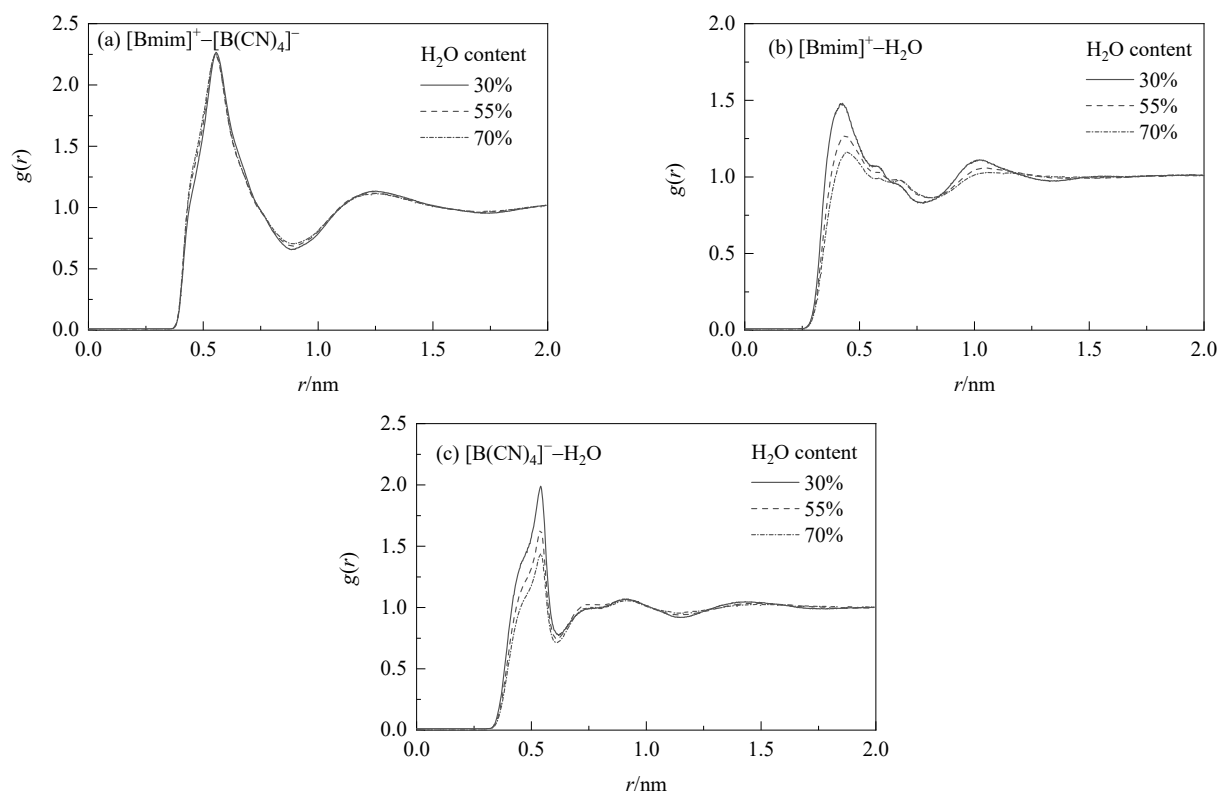 (a) [Bmim]⁺–[B(CN)₄]⁻
H₂O content
30%
55%
70%
2.5
2.0
1.5
1.0
0.5
0.0
g(r)
0.0 0.5 1.0 1.5 2.0
r/nm
(b) [Bmim]⁺–H₂O
H₂O content
30%
55%
70%
2.0
1.5
1.0
0.5
0.0
g(r)
0.0 0.5 1.0 1.5 2.0
r/nm
(c) [B(CN)₄]⁻–H₂O
H₂O content
30%
55%
70%
2.5
2.0
1.5
1.0
0.5
0.0
g(r)
0.0 0.5 1.0 1.5 2.0
r/nm